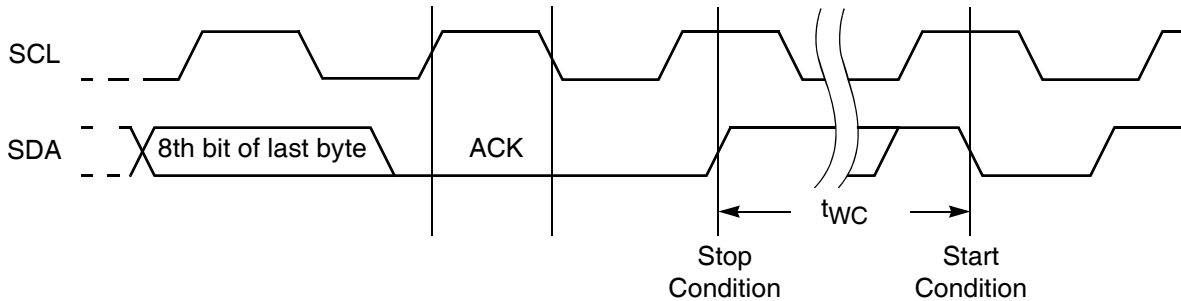 SCL
SDA
8th bit of last byte
ACK
tWC
Stop
Condition
Start
Condition